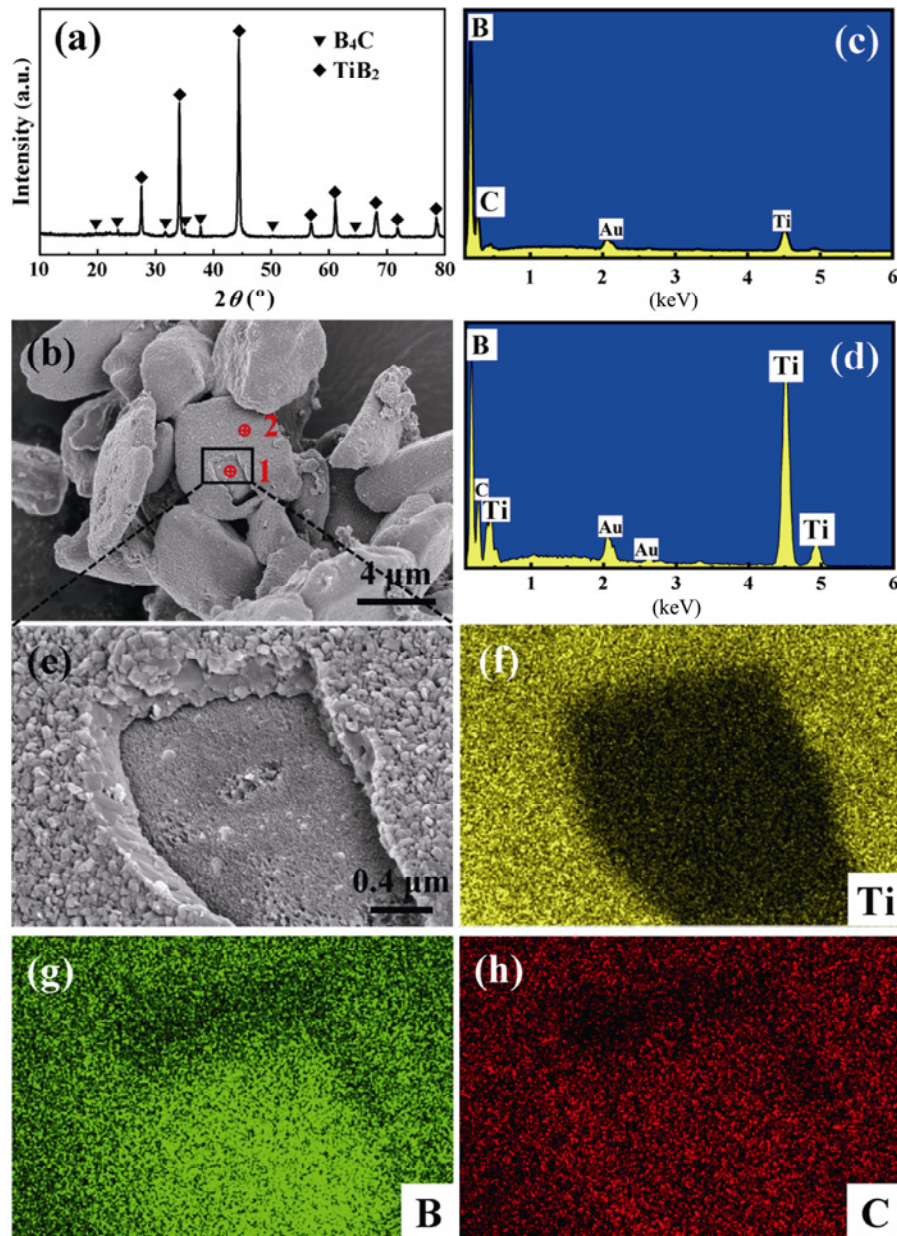 (a)
▼ B₄C
◆ TiB₂
Intensity (a.u.)
10 20 30 40 50 60 70 80
2θ (º)
B
(c)
C
Au
Ti
1 2 3 4 5 6
(keV)
(b)
2
1
4 μm
B
(d)
Ti
C
Ti
Au
Au
Ti
1 2 3 4 5 6
(keV)
(e)
0.4 μm
(f)
Ti
(g)
B
(h)
C